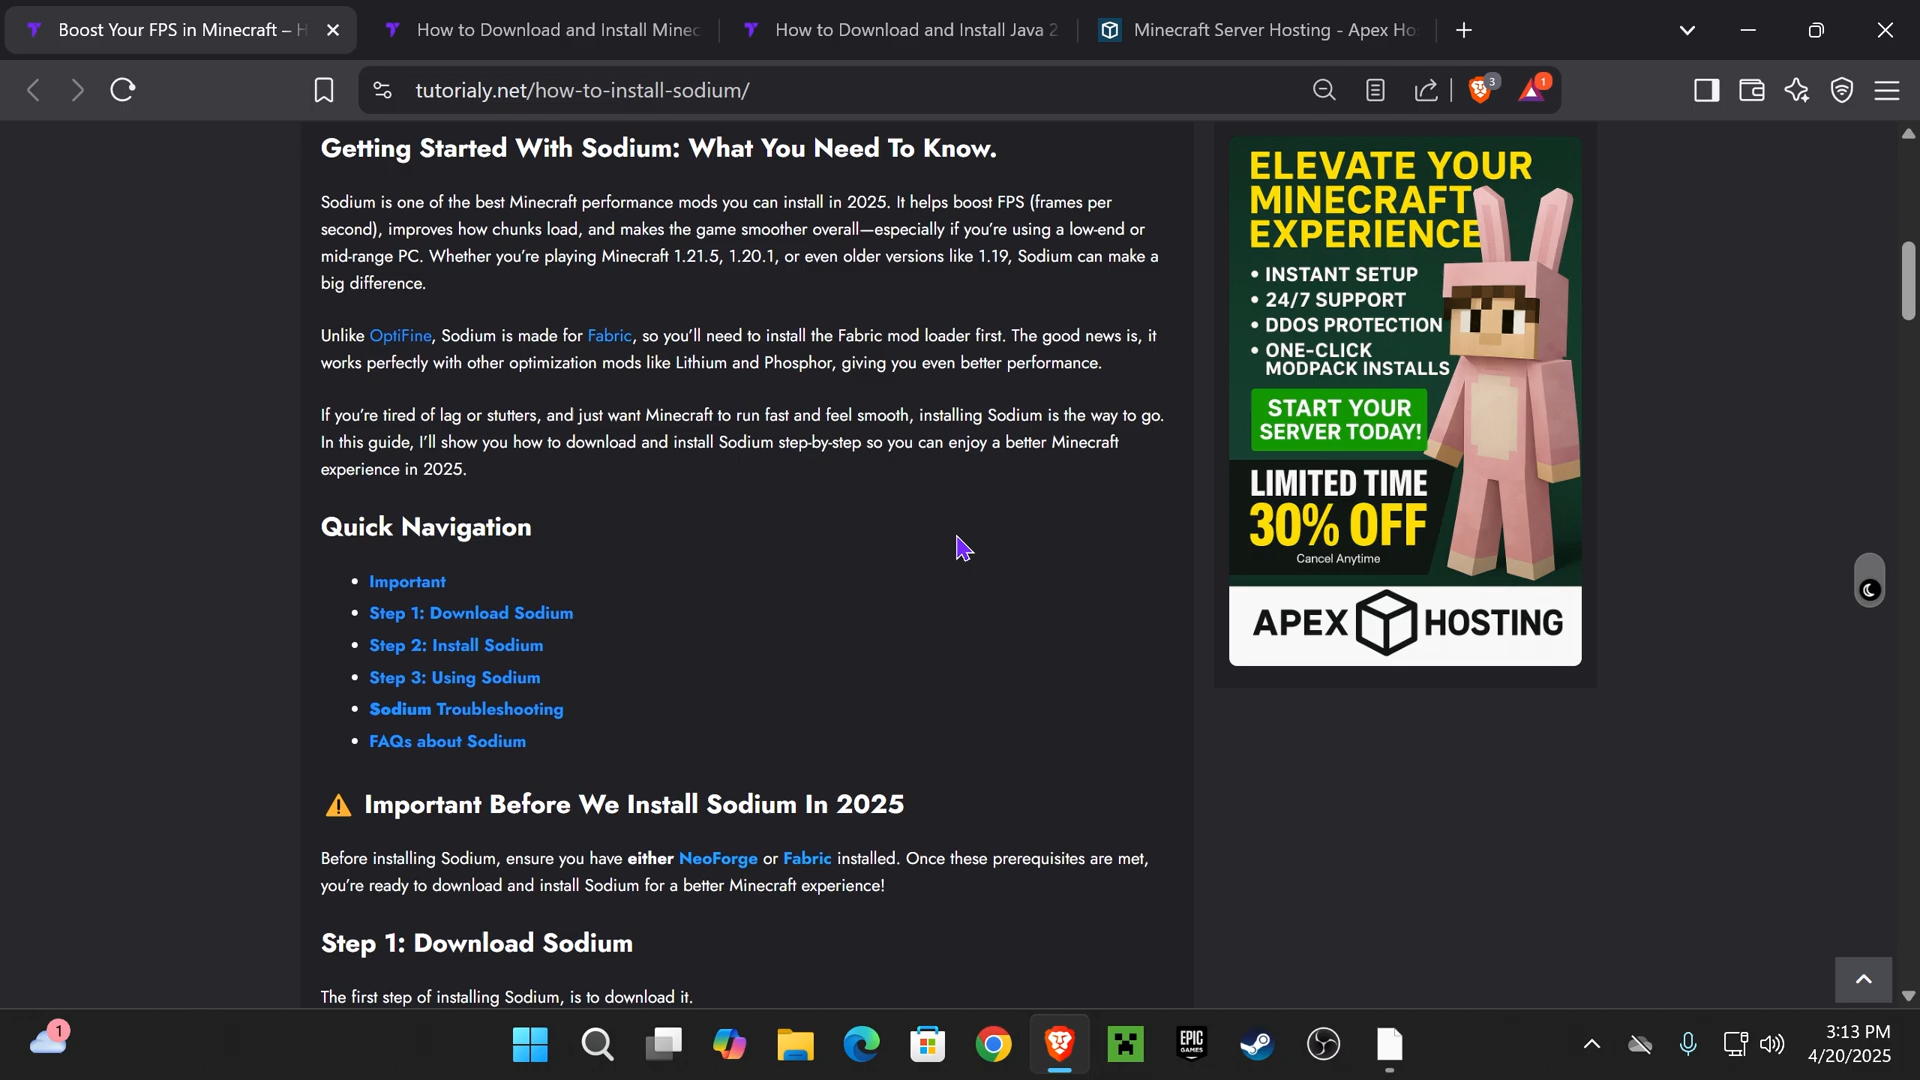 Boost Your FPS in Minecraft – H
How to Download and Install Minec
How to Download and Install Java 2
Minecraft Server Hosting - Apex Ho
tutorialy.net/how-to-install-sodium/
3
1
Getting Started With Sodium: What You Need To Know.
Sodium is one of the best Minecraft performance mods you can install in 2025. It helps boost FPS (frames per
second), improves how chunks load, and makes the game smoother overall—especially if you’re using a low-end or
mid-range PC. Whether you’re playing Minecraft 1.21.5, 1.20.1, or even older versions like 1.19, Sodium can make a
big difference.
Unlike OptiFine, Sodium is made for Fabric, so you’ll need to install the Fabric mod loader first. The good news is, it
works perfectly with other optimization mods like Lithium and Phosphor, giving you even better performance.
If you’re tired of lag or stutters, and just want Minecraft to run fast and feel smooth, installing Sodium is the way to go.
In this guide, I’ll show you how to download and install Sodium step-by-step so you can enjoy a better Minecraft
experience in 2025.
Quick Navigation
• Important
• Step 1: Download Sodium
• Step 2: Install Sodium
• Step 3: Using Sodium
• Sodium Troubleshooting
• FAQs about Sodium
Important Before We Install Sodium In 2025
Before installing Sodium, ensure you have either NeoForge or Fabric installed. Once these prerequisites are met,
you’re ready to download and install Sodium for a better Minecraft experience!
Step 1: Download Sodium
The first step of installing Sodium, is to download it.
ELEVATE YOUR
MINECRAFT
EXPERIENCE
• INSTANT SETUP
• 24/7 SUPPORT
• DDOS PROTECTION
• ONE-CLICK
MODPACK INSTALLS
START YOUR
SERVER TODAY!
LIMITED TIME
30% OFF
Cancel Anytime
APEX HOSTING
1
EPIC
GAMES
3:13 PM
4/20/2025